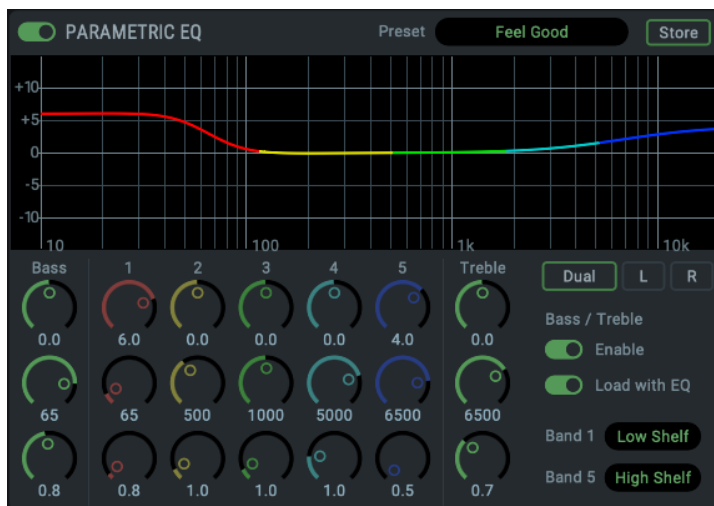 PARAMETRIC EQ Preset Feel Good Store
+10
+5
0
-5
-10
10 100 1k 10k
Bass 1 2 3 4 5 Treble
0.0 6.0 0.0 0.0 0.0 4.0 0.0
65 65 500 1000 5000 6500 6500
0.8 0.8 1.0 1.0 1.0 0.5 0.7
Dual L R
Bass / Treble
Enable
Load with EQ
Band 1 Low Shelf
Band 5 High Shelf